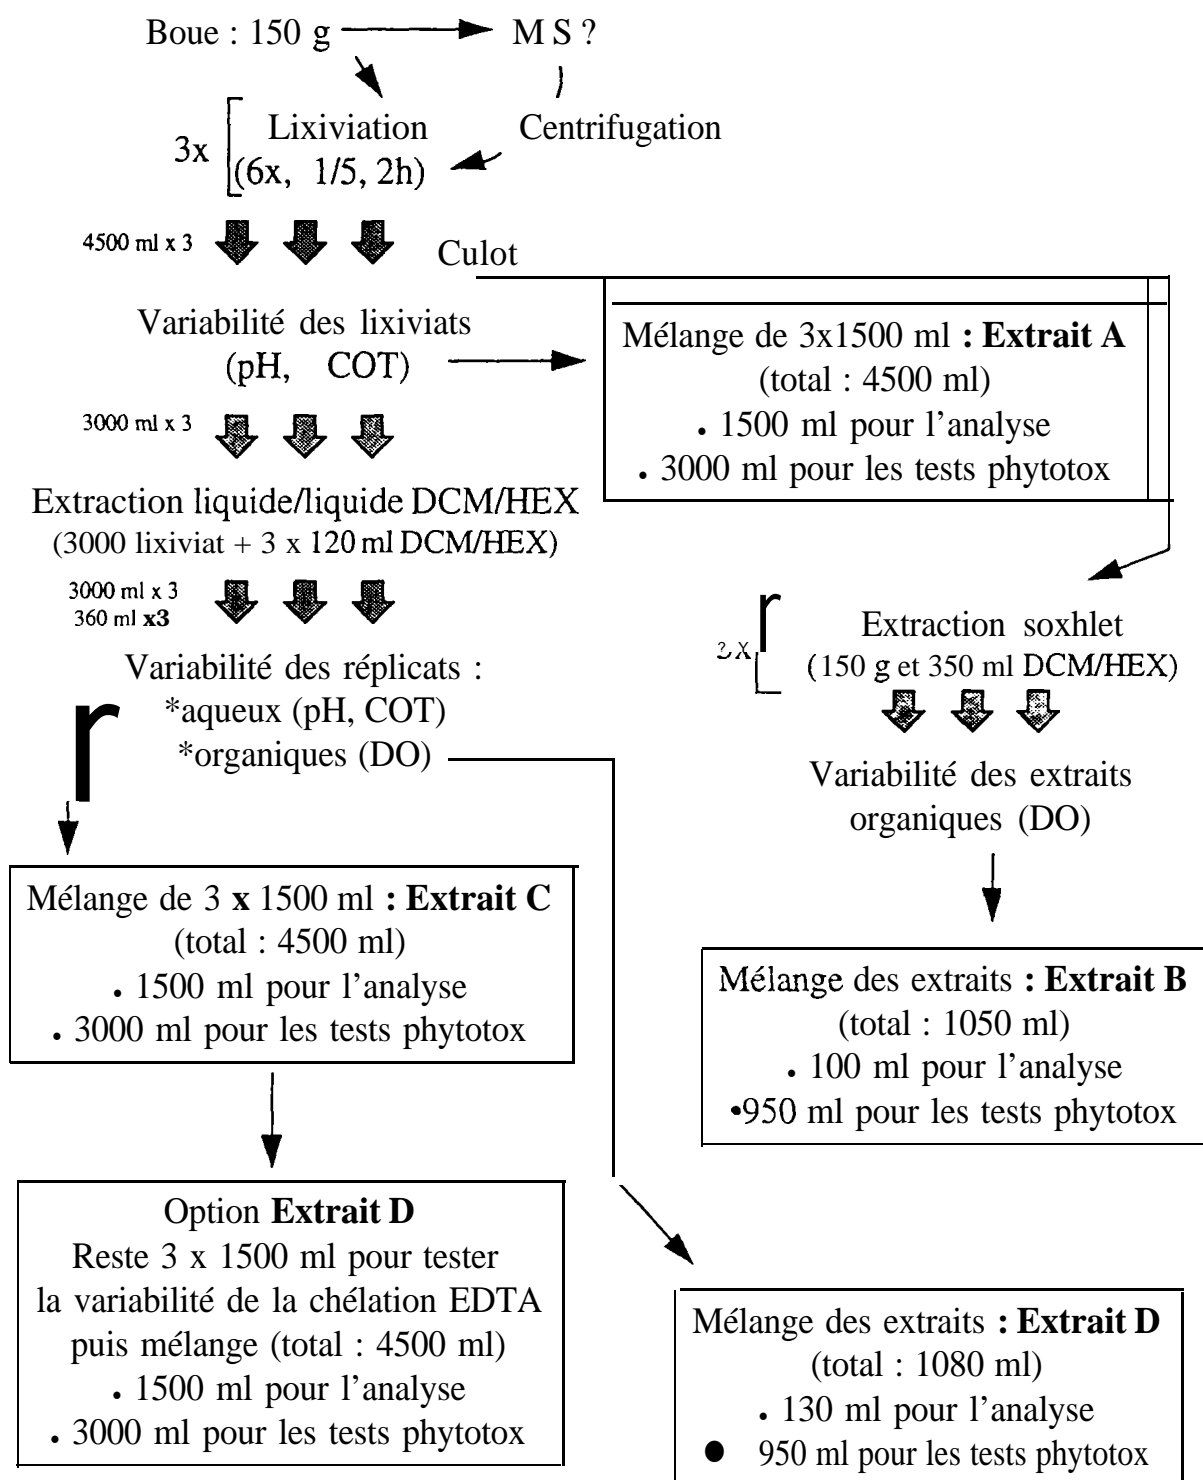 Boue : 150 g
M S ?
3x
Lixiviation
(6x, 1/5, 2h)
Centrifugation
4500 ml x 3
Culot
Variabilité des lixiviats
(pH, COT)
Mélange de 3x1500 ml : Extrait A
(total : 4500 ml)
. 1500 ml pour l'analyse
. 3000 ml pour les tests phytotox
3000 ml x 3
Extraction liquide/liquide DCM/HEX
(3000 lixiviat + 3 x 120 ml DCM/HEX)
3000 ml x 3
360 ml x3
Variabilité des réplicats :
*aqueux (pH, COT)
*organiques (DO)
3X
Extraction soxhlet
(150 g et 350 ml DCM/HEX)
Variabilité des extraits
organiques (DO)
Mélange de 3 x 1500 ml : Extrait C
(total : 4500 ml)
. 1500 ml pour l'analyse
. 3000 ml pour les tests phytotox
Mélange des extraits : Extrait B
(total : 1050 ml)
. 100 ml pour l'analyse
•950 ml pour les tests phytotox
Option Extrait D
Reste 3 x 1500 ml pour tester
la variabilité de la chélation EDTA
puis mélange (total : 4500 ml)
. 1500 ml pour l'analyse
. 3000 ml pour les tests phytotox
Mélange des extraits : Extrait D
(total : 1080 ml)
. 130 ml pour l'analyse
● 950 ml pour les tests phytotox